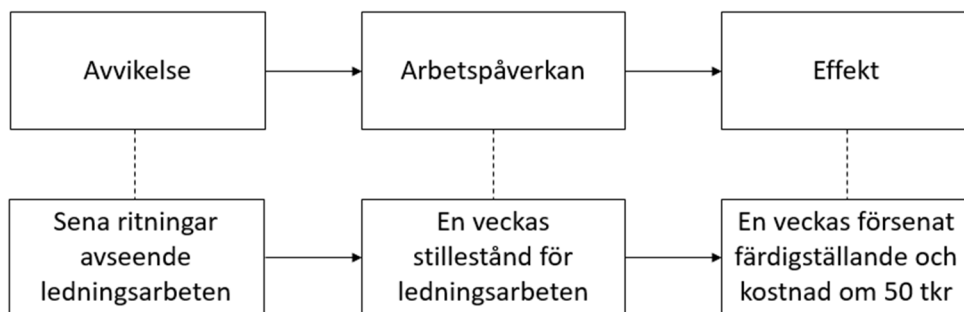 Avvikelse
Arbetspåverkan
Effekt
Sena ritningar
avseende
ledningsarbeten
En veckas
stillestånd för
ledningsarbeten
En veckas försenat
färdigställande och
kostnad om 50 tkr